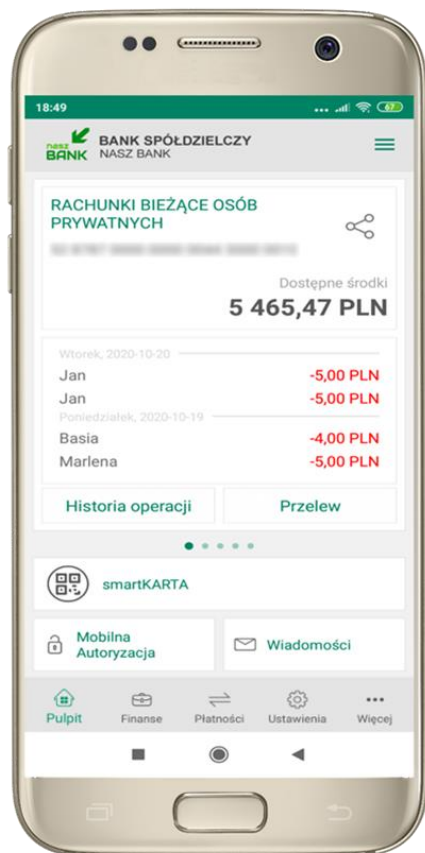 18:49
67
nasz
BANK
BANK SPÓŁDZIELCZY
NASZ BANK
RACHUNKI BIEŻĄCE OSÓB
PRYWATNYCH
Dostępne środki
5 465,47 PLN
Wtorek, 2020-10-20
Jan -5,00 PLN
Jan -5,00 PLN
Poniedziałek, 2020-10-19
Basia -4,00 PLN
Marlena -5,00 PLN
Historia operacji Przelew
smartKARTA
Mobilna
Autoryzacja
Wiadomości
Pulpit Finanse Płatności Ustawienia Więcej